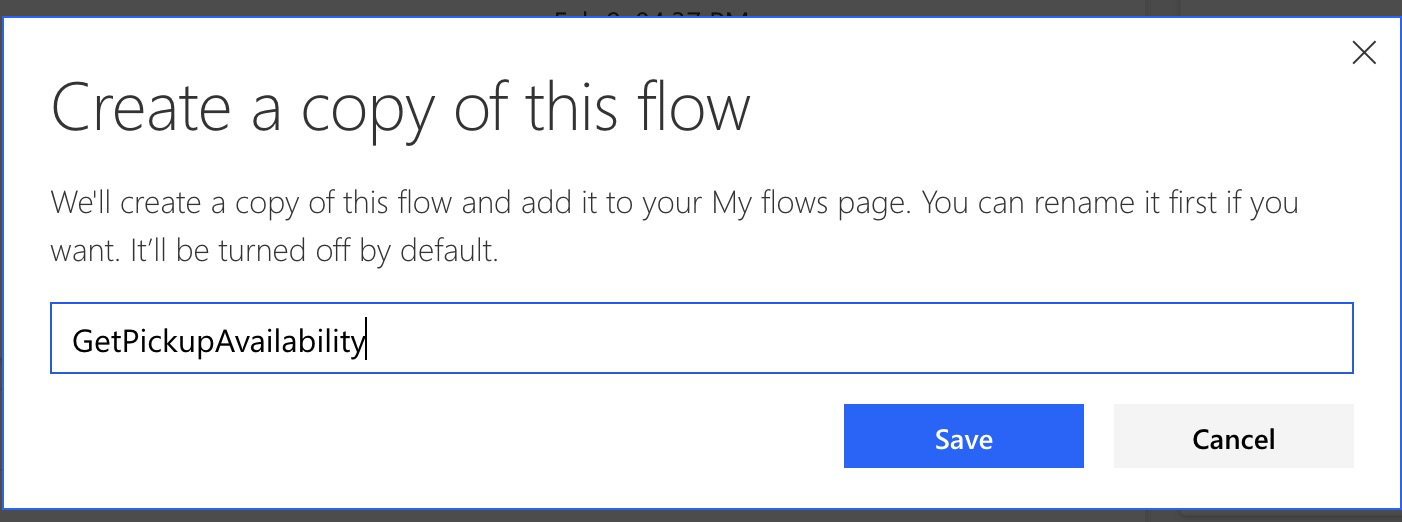 Create a copy of this flow
We'll create a copy of this flow and add it to your My flows page. You can rename it first if you
want. It’ll be turned off by default.
GetPickupAvailability
Save
Cancel